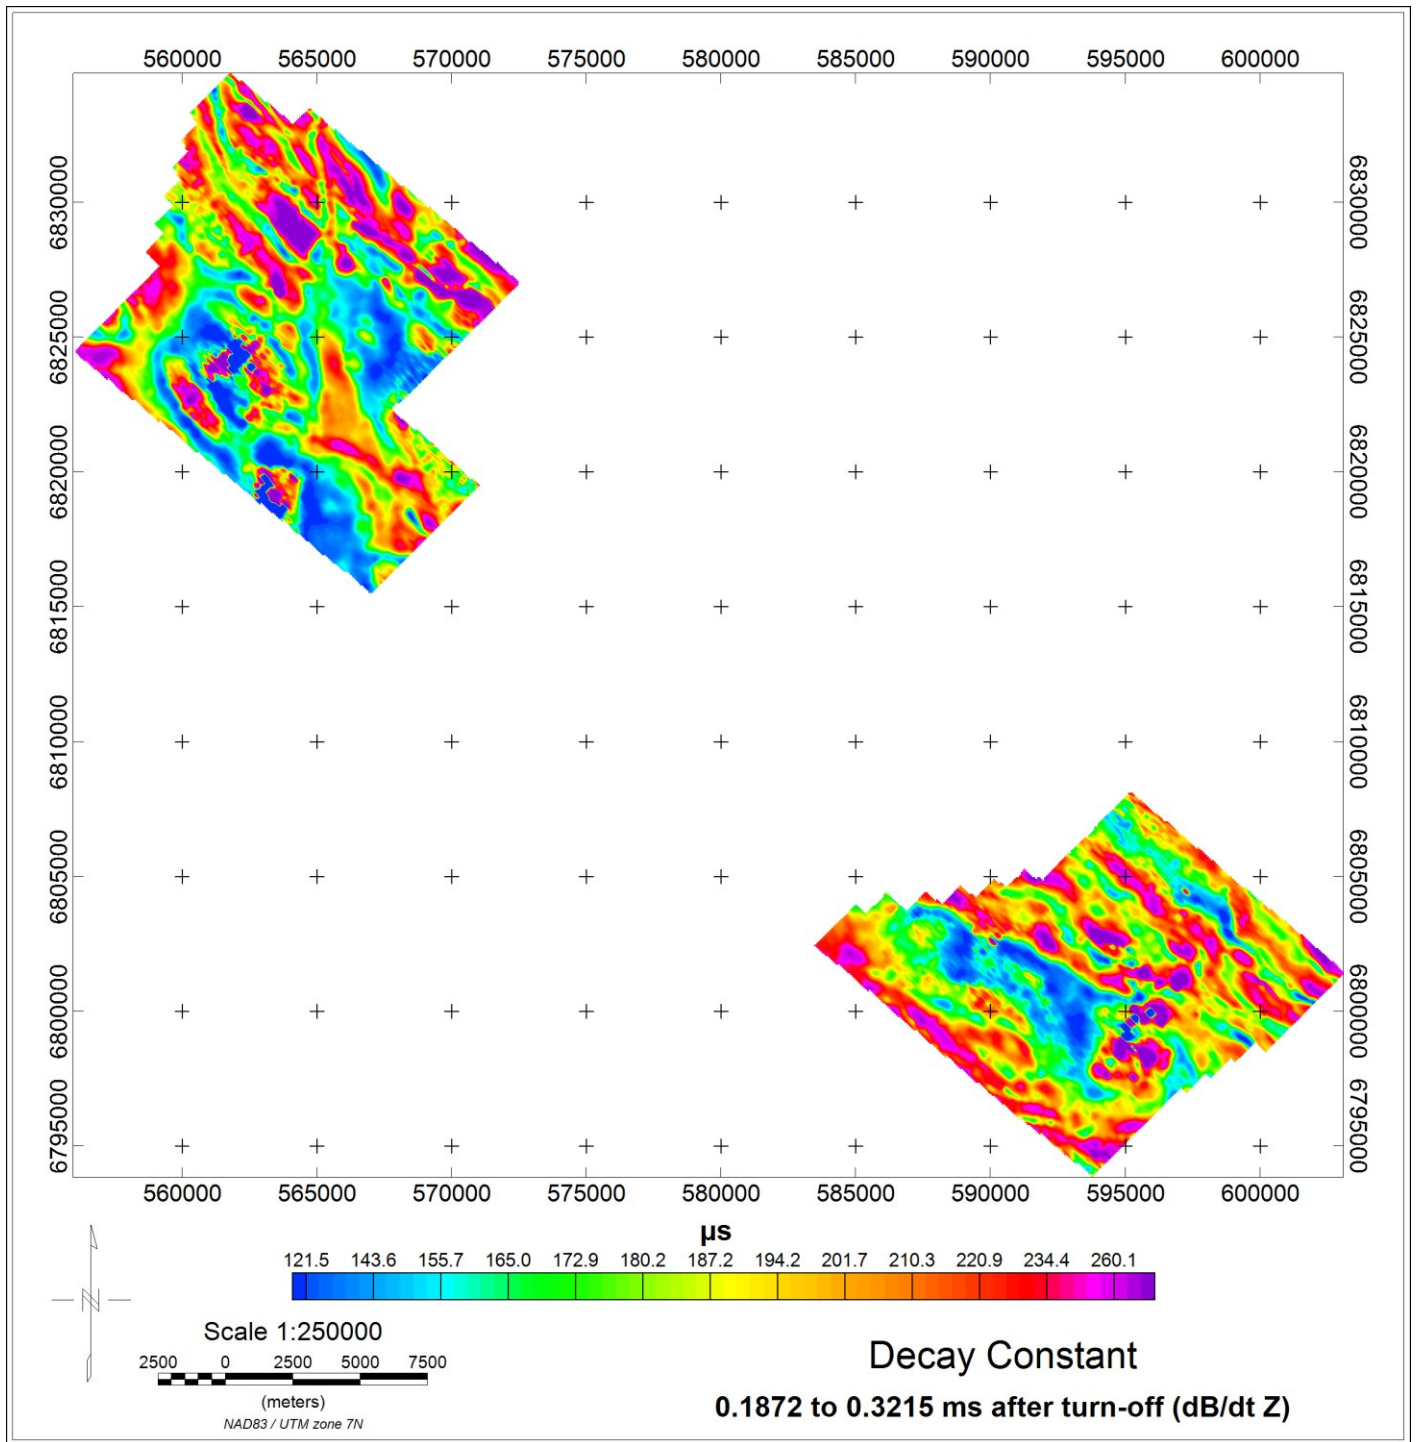 560000 565000 570000 575000 580000 585000 590000 595000 600000
6830000 6830000
6825000 6825000
6820000 6820000
6815000 6815000
6810000 6810000
6805000 6805000
6800000 6800000
6795000 6795000
560000 565000 570000 575000 580000 585000 590000 595000 600000
µs
121.5 143.6 155.7 165.0 172.9 180.2 187.2 194.2 201.7 210.3 220.9 234.4 260.1
N
Scale 1:250000
2500 0 2500 5000 7500
(meters)
NAD83 / UTM zone 7N
Decay Constant
0.1872 to 0.3215 ms after turn-off (dB/dt Z)